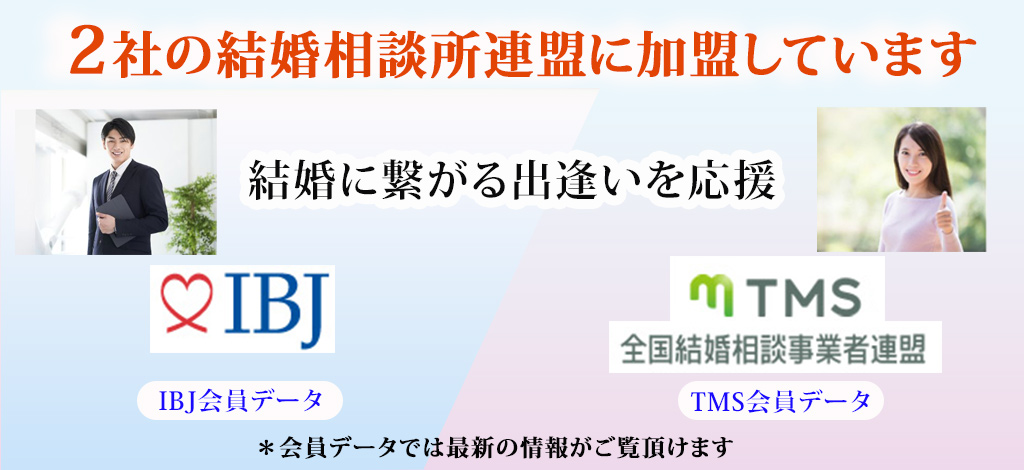 2社の結婚相談所連盟に加盟しています
結婚に繋がる出逢いを応援
IBJ
TMS
全国結婚相談事業者連盟
IBJ会員データ
TMS会員データ
＊会員データでは最新の情報がご覧頂けます